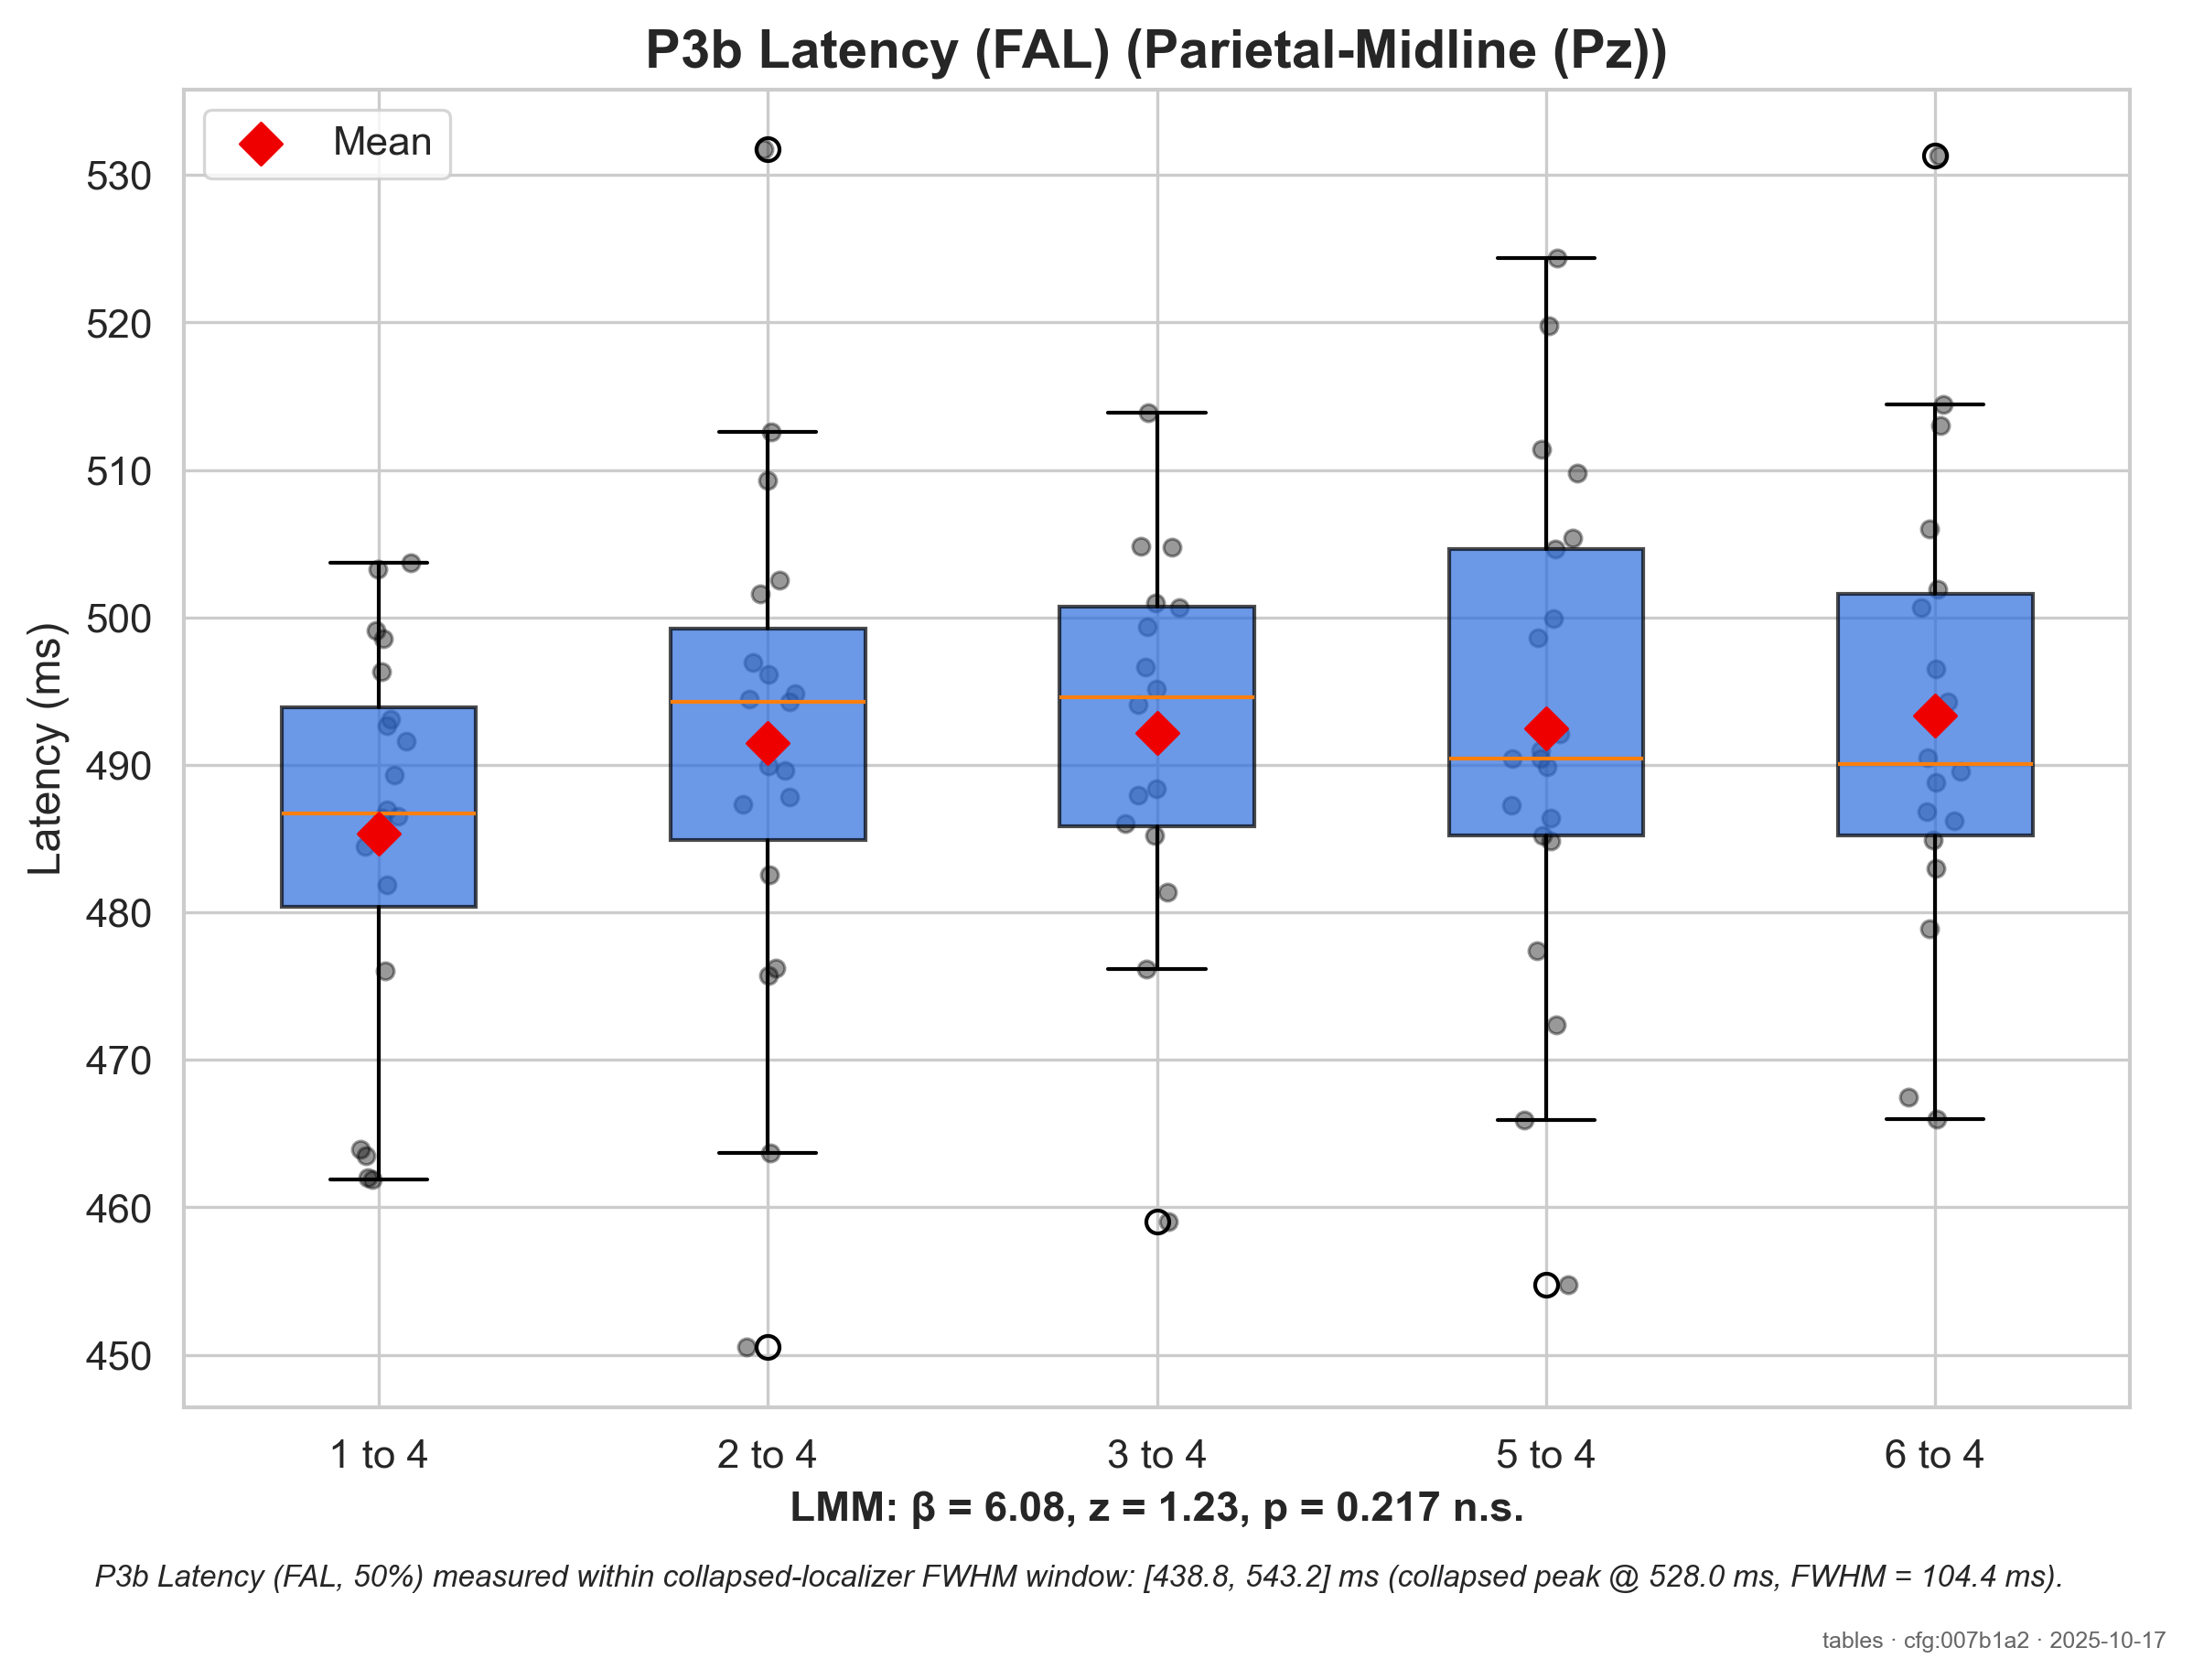 P3b Latency (FAL) (Parietal-Midline (Pz))
Mean
Latency (ms)
530
520
510
500
490
480
470
460
450
1 to 4
2 to 4
3 to 4
5 to 4
6 to 4
LMM: β = 6.08, z = 1.23, p = 0.217 n.s.
P3b Latency (FAL, 50%) measured within collapsed-localizer FWHM window: [438.8, 543.2] ms (collapsed peak @ 528.0 ms, FWHM = 104.4 ms).
tables · cfg:007b1a2 · 2025-10-17